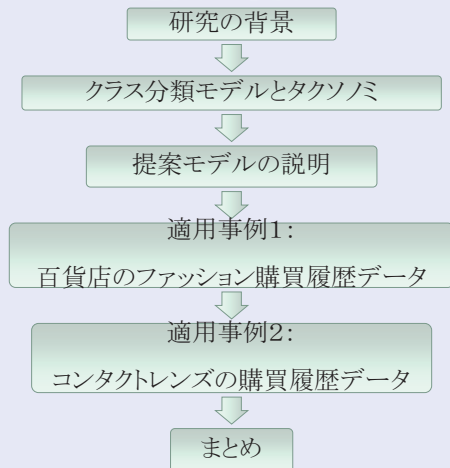 研究の背景
クラス分類モデルとタクソノミ
提案モデルの説明
適用事例1：
百貨店のファッション購買履歴データ
適用事例2：
コンタクトレンズの購買履歴データ
まとめ